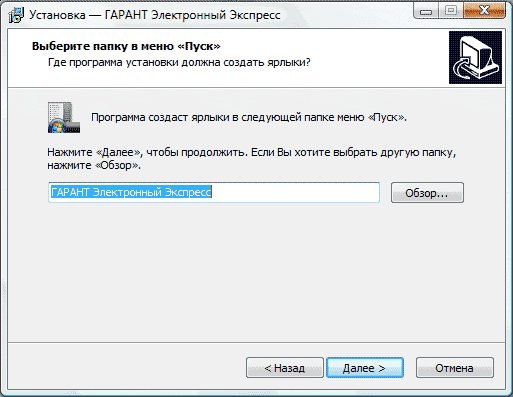 Установка — ГАРАНТ Электронный Экспресс
Выберите папку в меню «Пуск»
Где программа установки должна создать ярлыки?
Программа создаст ярлыки в следующей папке меню «Пуск».
Нажмите «Далее», чтобы продолжить. Если Вы хотите выбрать другую папку,
нажмите «Обзор».
ГАРАНТ Электронный Экспресс
Обзор...
< Назад
Далее >
Отмена